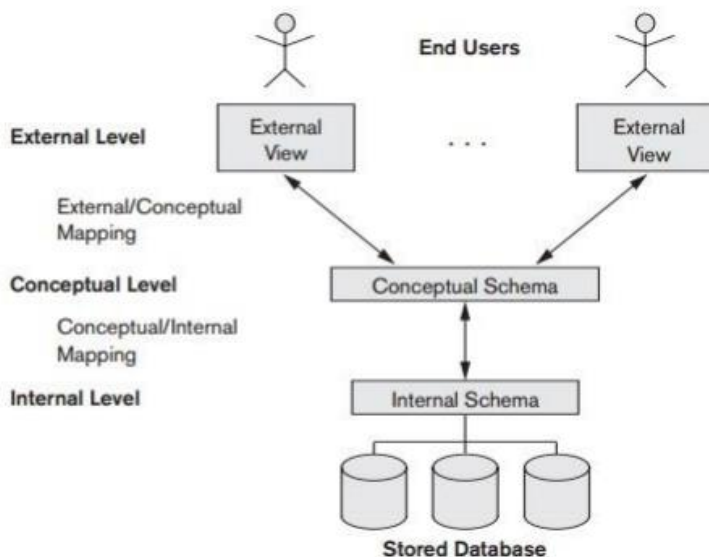 End Users
External Level
External
View
. . .
External
View
External/Conceptual
Mapping
Conceptual Level
Conceptual Schema
Conceptual/Internal
Mapping
Internal Level
Internal Schema
Stored Database